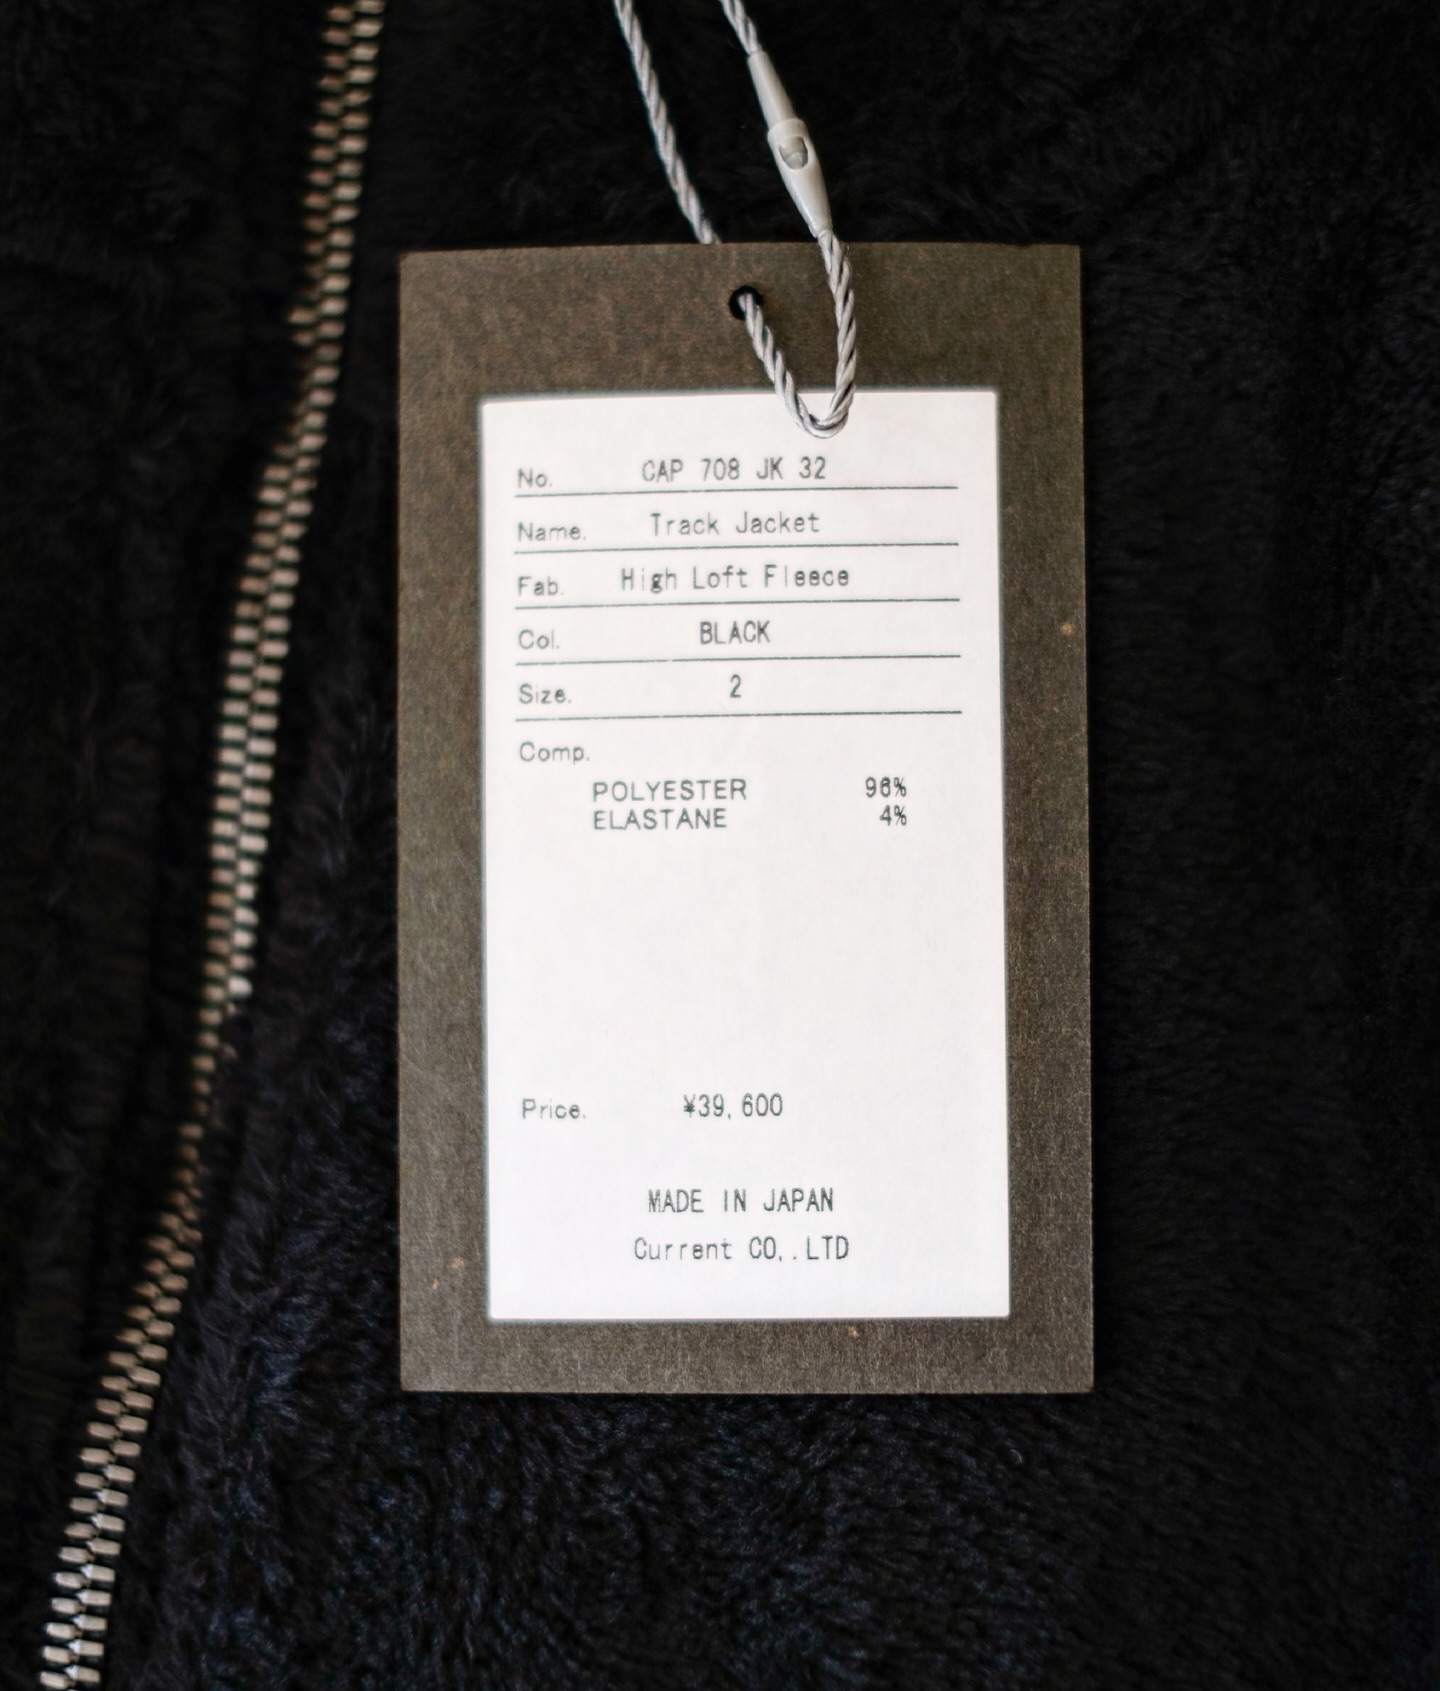 No. CAP 708 JK 32
Name. Track Jacket
Fab. High Loft Fleece
Col. BLACK
Size. 2
Comp.
POLYESTER 96%
ELASTANE 4%
Price. ¥39,600
MADE IN JAPAN
Current CO,.LTD